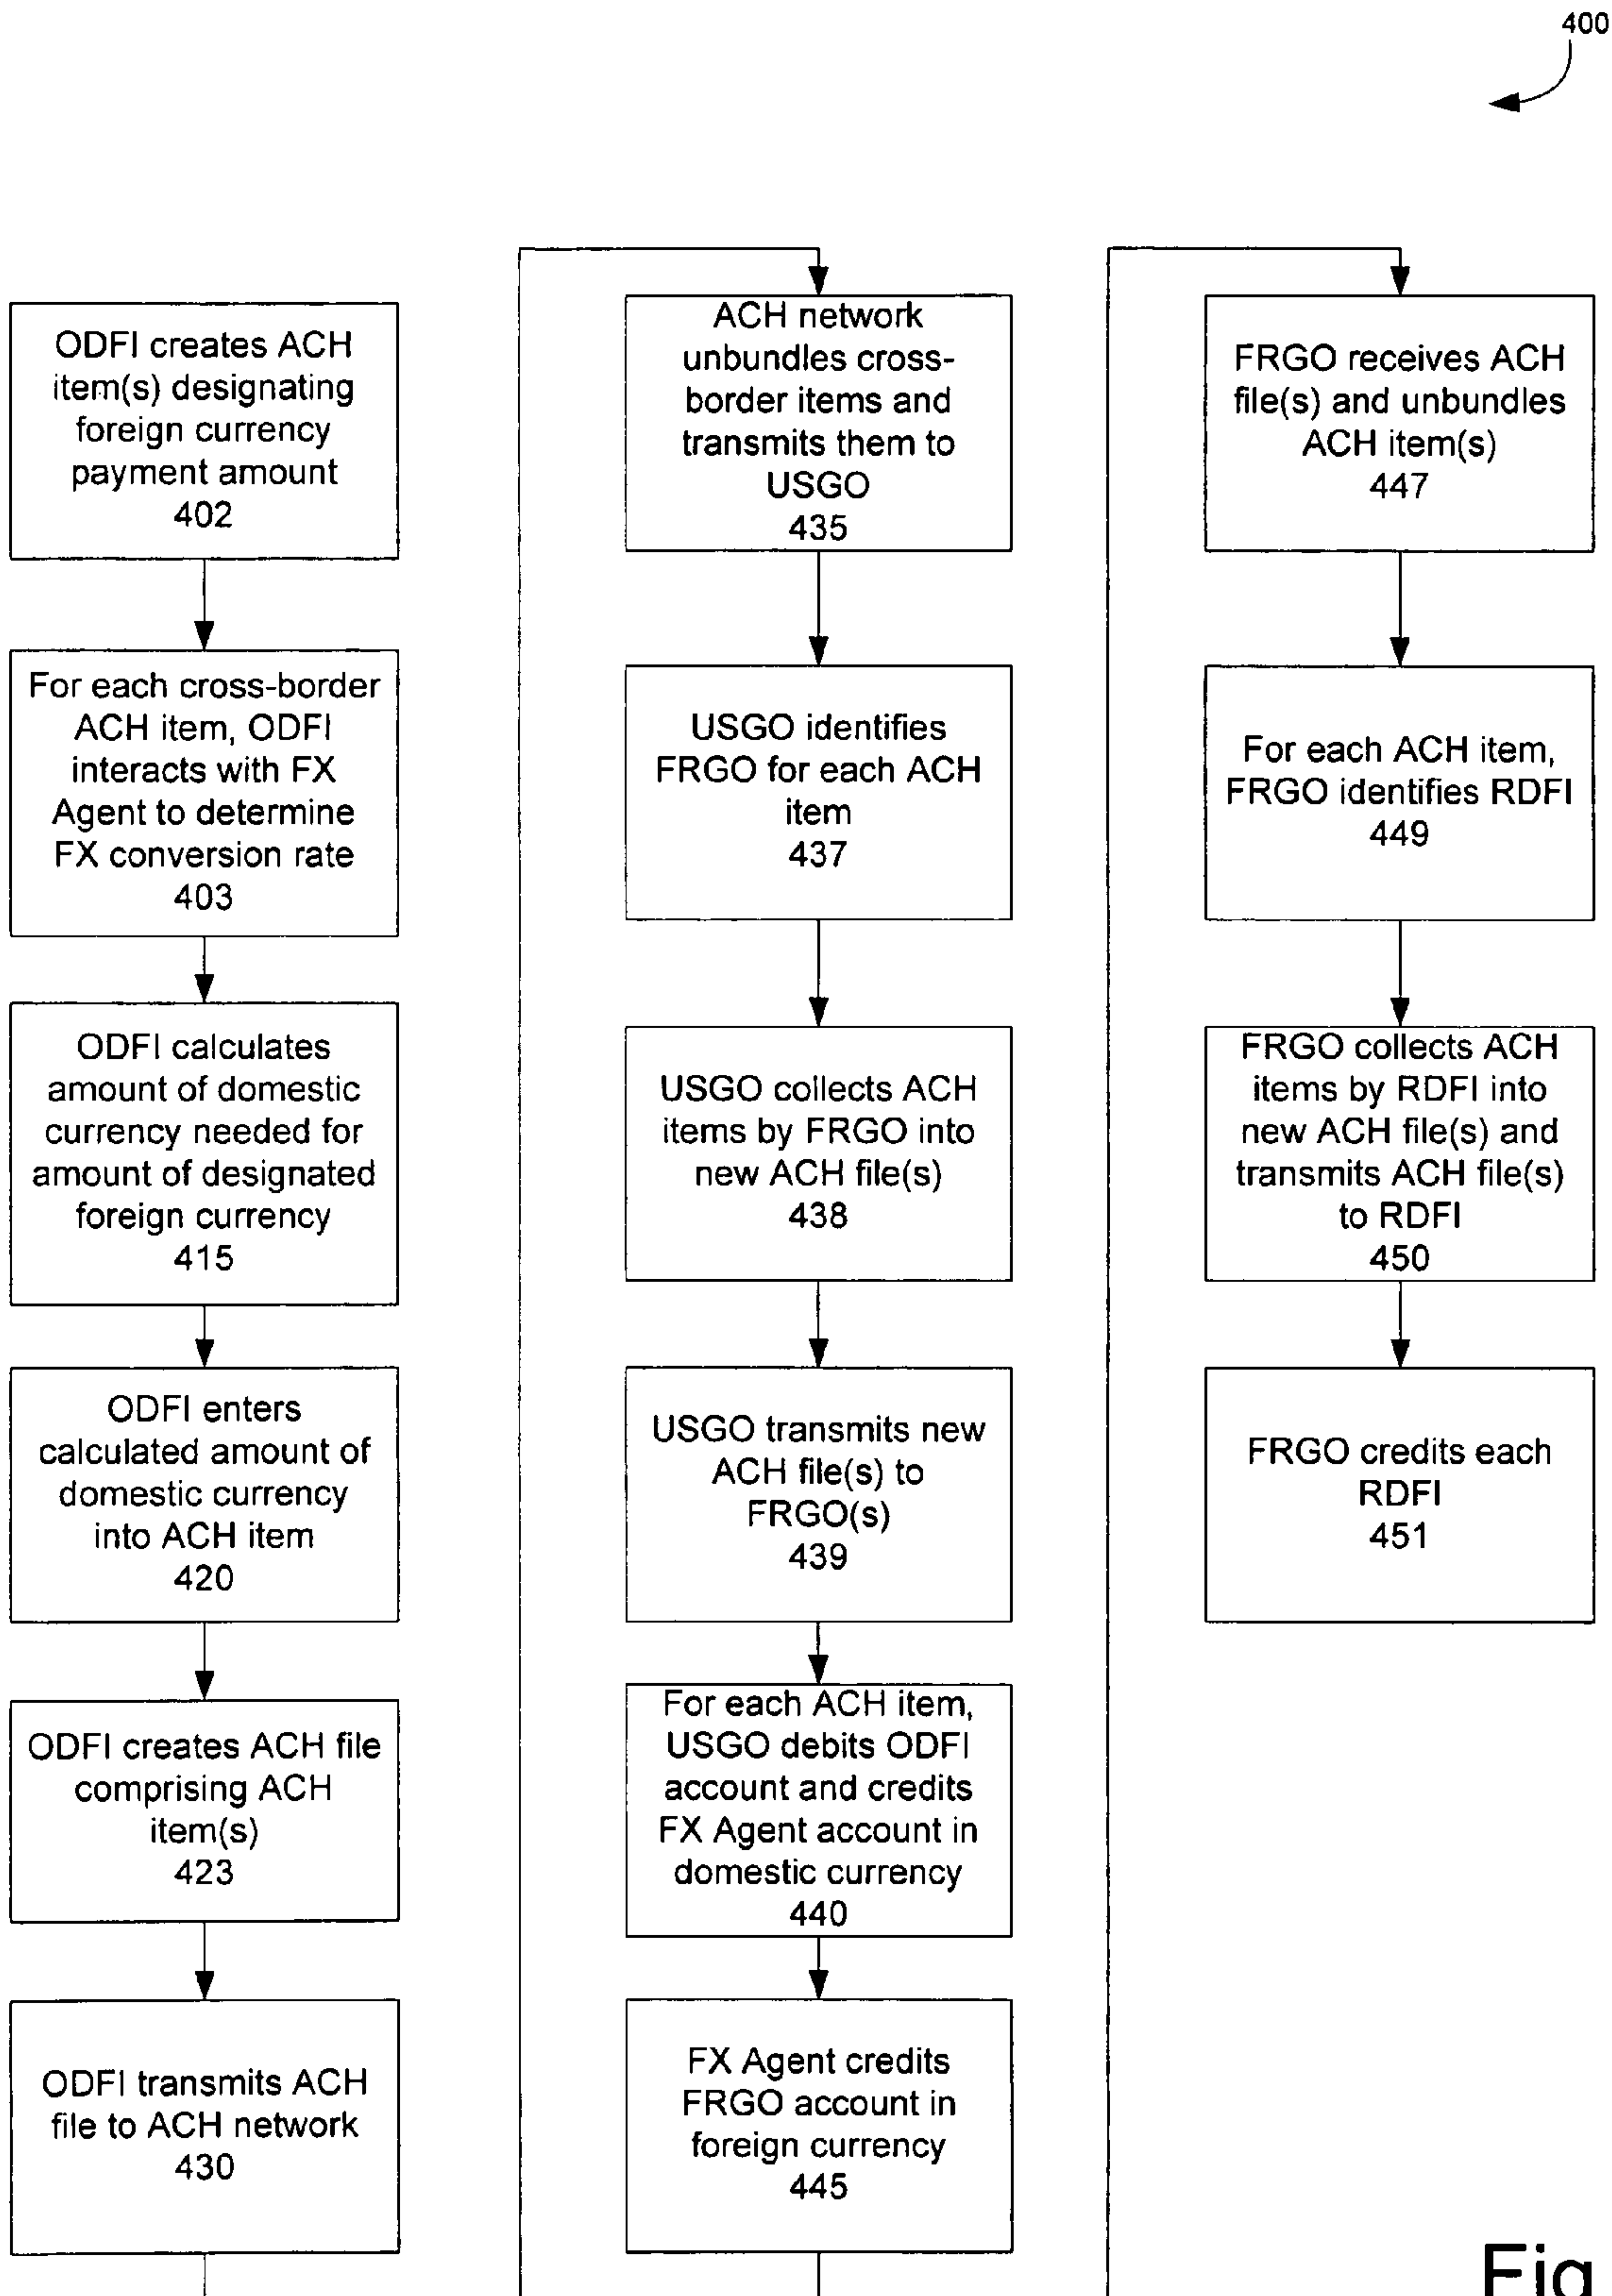 400
ODFI creates ACH
item(s) designating
foreign currency
payment amount
402
For each cross-border
ACH item, ODFI
interacts with FX
Agent to determine
FX conversion rate
403
ODFI calculates
amount of domestic
currency needed for
amount of designated
foreign currency
415
ODFI enters
calculated amount of
domestic currency
into ACH item
420
ODFI creates ACH file
comprising ACH
item(s)
423
ODFI transmits ACH
file to ACH network
430
ACH network
unbundles cross-
border items and
transmits them to
USGO
435
USGO identifies
FRGO for each ACH
item
437
USGO collects ACH
items by FRGO into
new ACH file(s)
438
USGO transmits new
ACH file(s) to
FRGO(s)
439
For each ACH item,
USGO debits ODFI
account and credits
FX Agent account in
domestic currency
440
FX Agent credits
FRGO account in
foreign currency
445
FRGO receives ACH
file(s) and unbundles
ACH item(s)
447
For each ACH item,
FRGO identifies RDFI
449
FRGO collects ACH
items by RDFI into
new ACH file(s) and
transmits ACH file(s)
to RDFI
450
FRGO credits each
RDFI
451
Fig